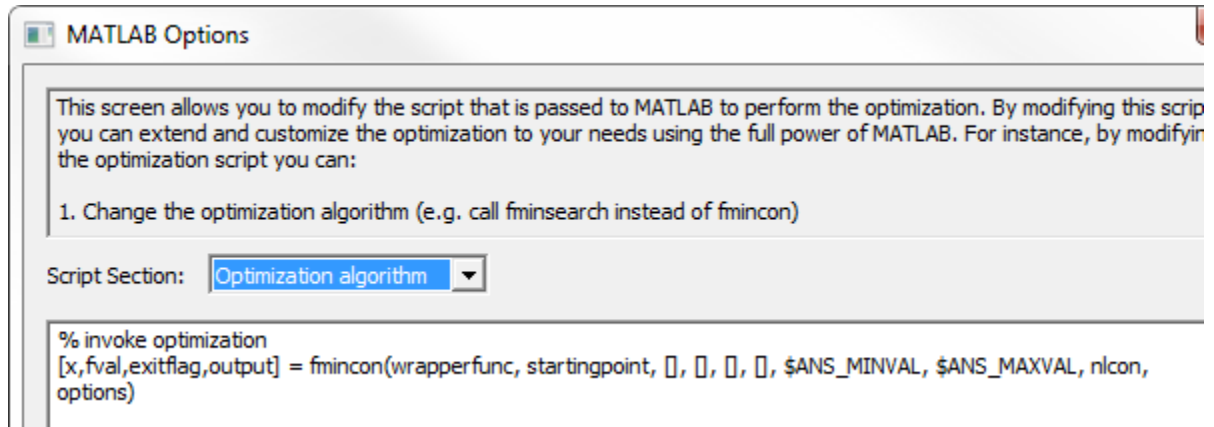 MATLAB Options
This screen allows you to modify the script that is passed to MATLAB to perform the optimization. By modifying this scrip
you can extend and customize the optimization to your needs using the full power of MATLAB. For instance, by modifyin
the optimization script you can:
1. Change the optimization algorithm (e.g. call fminsearch instead of fmincon)
Script Section: Optimization algorithm
% invoke optimization
[x,fval,exitflag,output] = fmincon(wrapperfunc, startingpoint, [], [], [], [], $ANS_MINVAL, $ANS_MAXVAL, nlcon,
options)